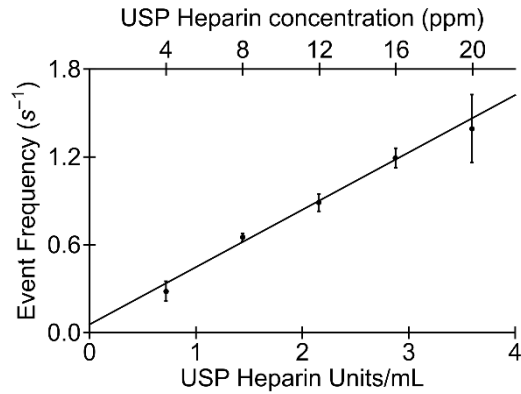 USP Heparin concentration (ppm)
4 8 12 16 20
Event Frequency (s⁻¹)
1.8
1.2
0.6
0.0
0 1 2 3 4
USP Heparin Units/mL